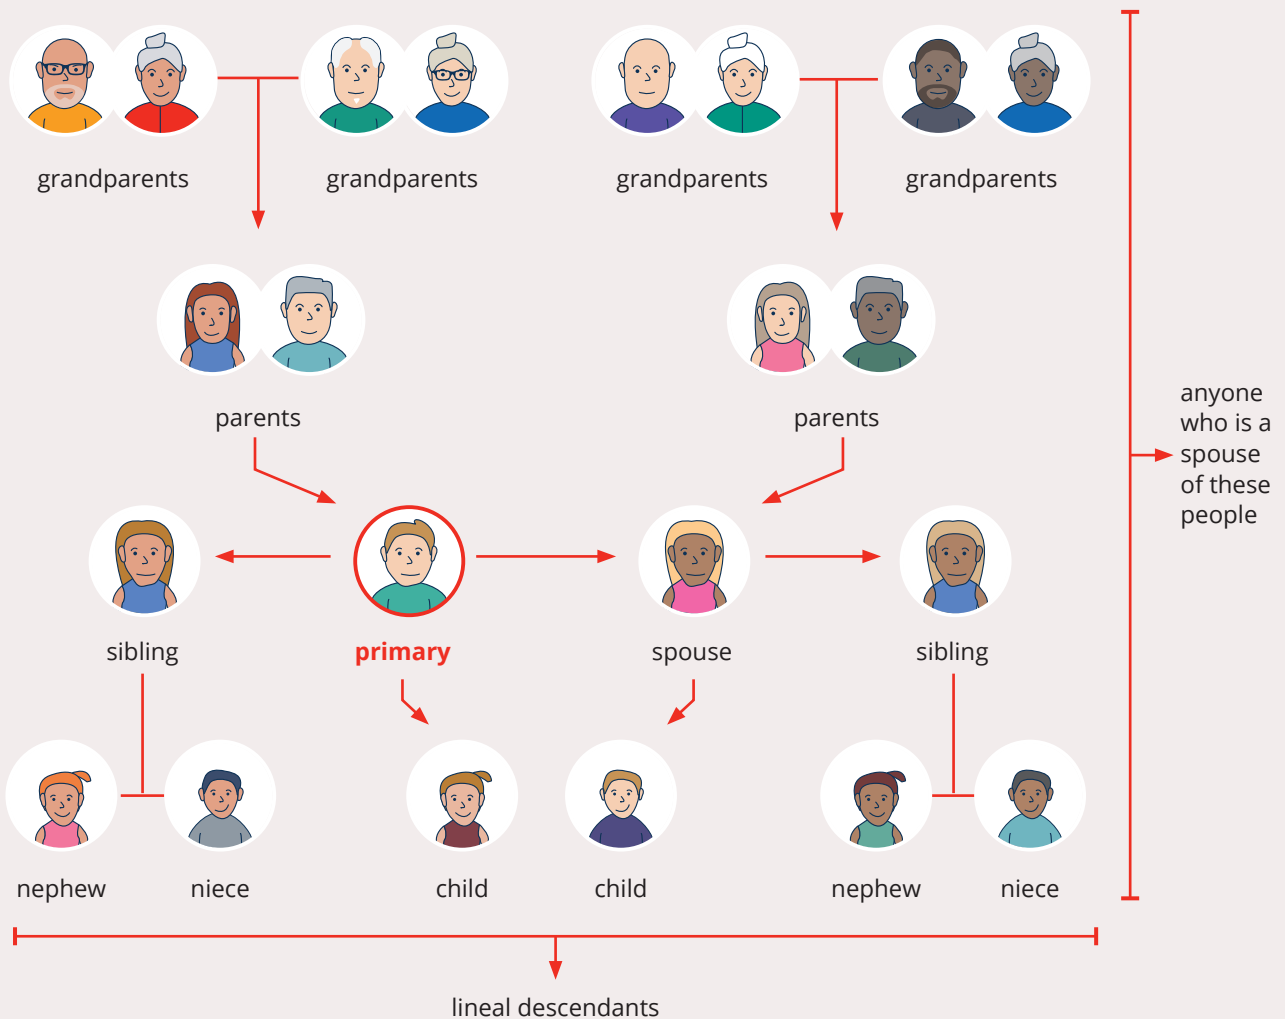 grandparents
grandparents
grandparents
grandparents
parents
parents
anyone
who is a
spouse
of these
people
sibling
primary
spouse
sibling
nephew
niece
child
child
nephew
niece
lineal descendants